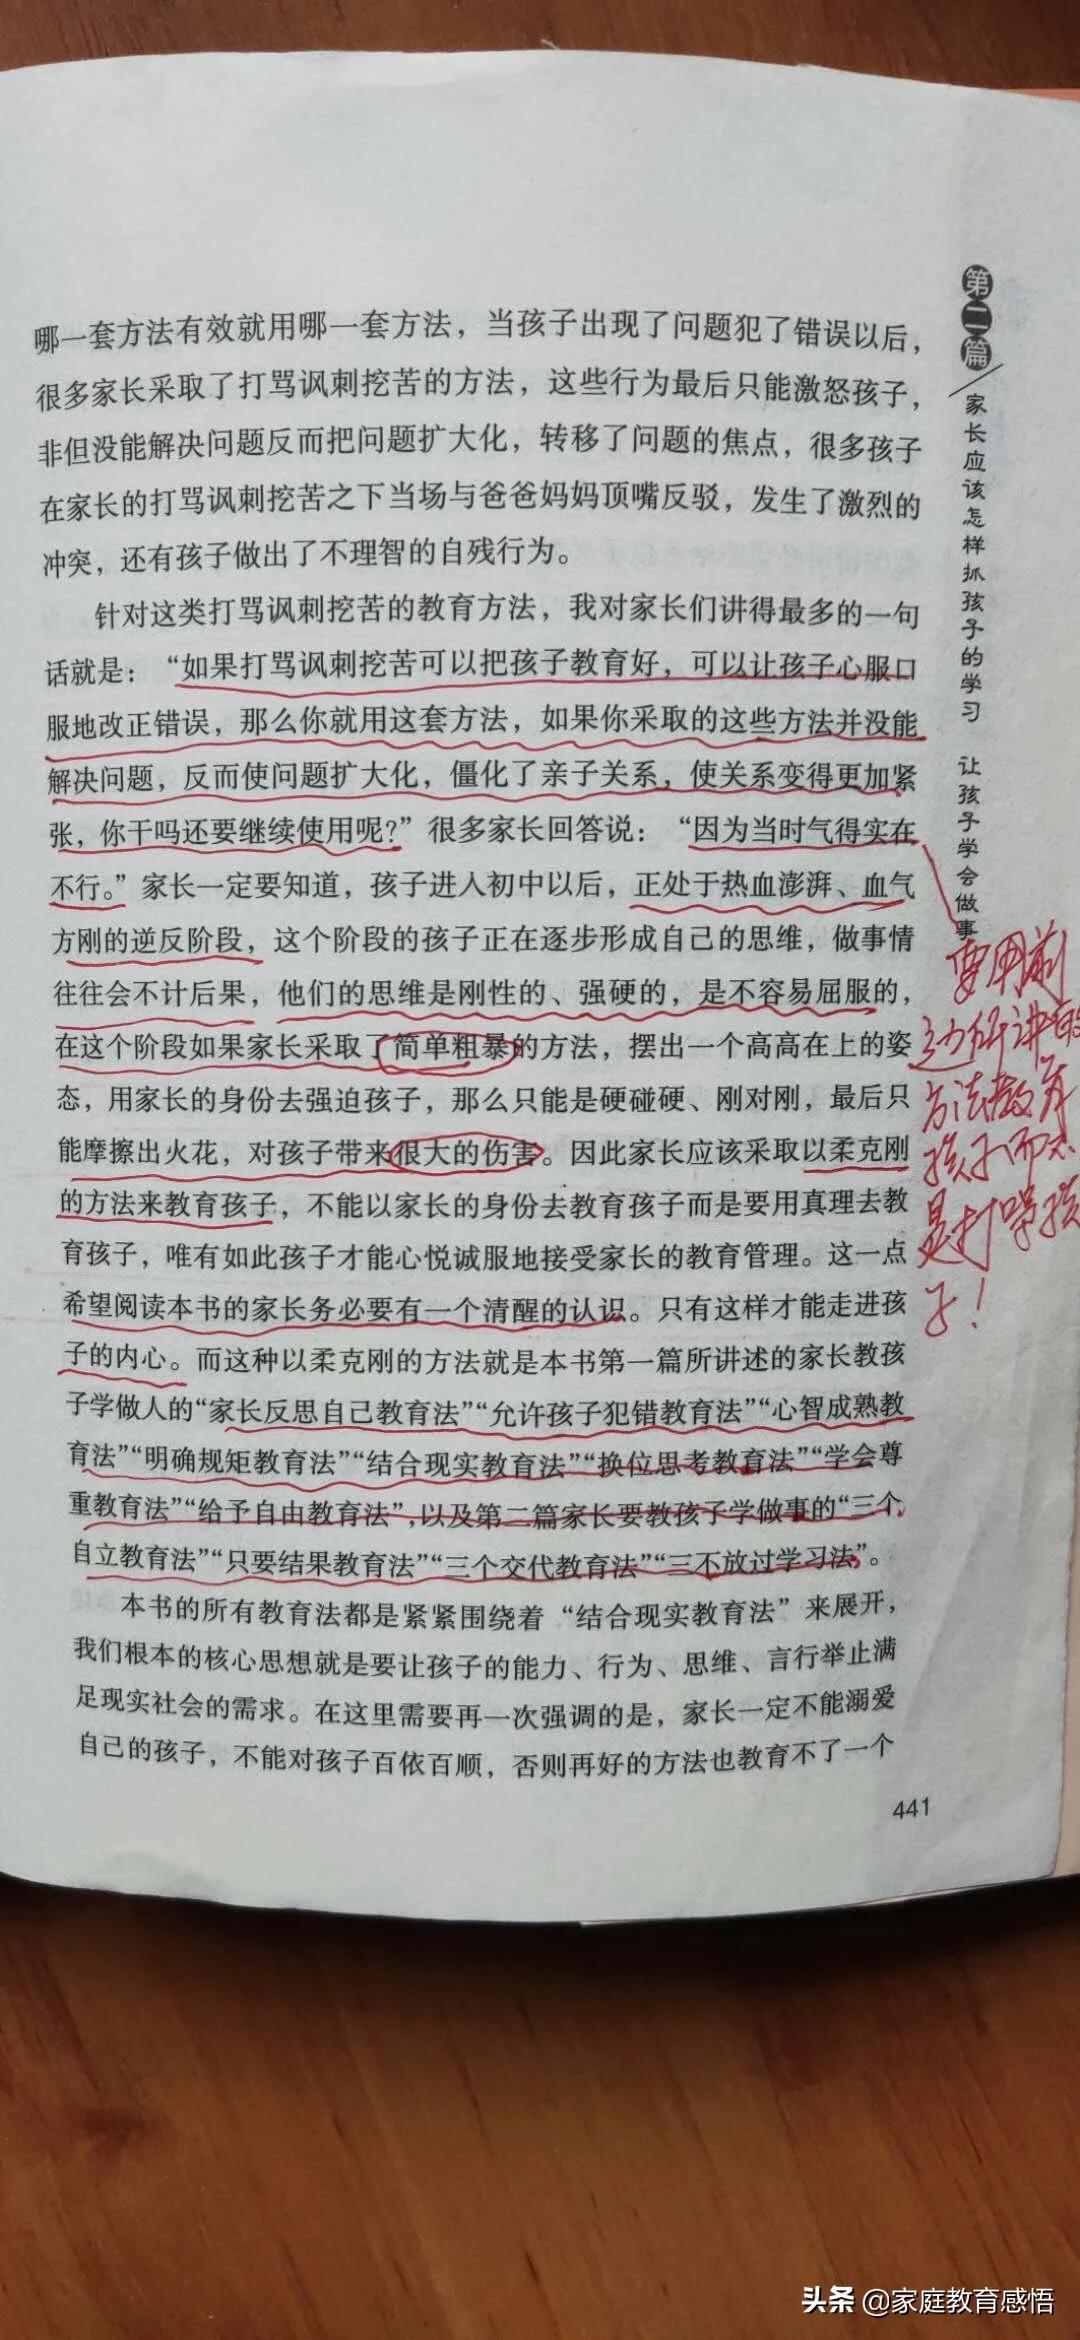 哪一套方法有效就用哪一套方法，当孩子出现了问题犯了错误以后，
很多家长采取了打骂讽刺挖苦的方法，这些行为最后只能激怒孩子，
非但没能解决问题反而把问题扩大化，转移了问题的焦点，很多孩子
在家长的打骂讽刺挖苦之下当场与爸爸妈妈顶嘴反驳，发生了激烈的
冲突，还有孩子做出了不理智的自残行为。
针对这类打骂讽刺挖苦的教育方法，我对家长们讲得最多的一句
话就是：“如果打骂讽刺挖苦可以把孩子教育好，可以让孩子心服口
服地改正错误，那么你就用这套方法，如果你采取的这些方法并没能
解决问题，反而使问题扩大化，僵化了亲子关系，使关系变得更加紧
张，你干吗还要继续使用呢？”很多家长回答说：“因为当时气得实在
不行。”家长一定要知道，孩子进入初中以后，正处于热血澎湃、血气
方刚的逆反阶段，这个阶段的孩子正在逐步形成自己的思维，做事情
往往会不计后果，他们的思维是刚性的、强硬的，是不容易屈服的，
在这个阶段如果家长采取了简单粗暴的方法，摆出一个高高在上的姿
态，用家长的身份去强迫孩子，那么只能是硬碰硬、刚对刚，最后只
能摩擦出火花，对孩子带来很大的伤害。因此家长应该采取以柔克刚
的方法来教育孩子，不能以家长的身份去教育孩子而是要用真理去教
育孩子，唯有如此孩子才能心悦诚服地接受家长的教育管理。这一点
希望阅读本书的家长务必要有一个清醒的认识。只有这样才能走进孩
子的内心。而这种以柔克刚的方法就是本书第一篇所讲述的家长教孩
子学做人的“家长反思自己教育法”“允许孩子犯错教育法”“心智成熟教
育法”“明确规矩教育法”“结合现实教育法”“换位思考教育法”“学会尊
重教育法”“给予自由教育法”，以及第二篇家长要教孩子学做事的“三个
自立教育法”“只要结果教育法”“三个交代教育法”“三不放过学习法”。
本书的所有教育法都是紧紧围绕着“结合现实教育法”来展开，
我们根本的核心思想就是要让孩子的能力、行为、思维、言行举止满
足现实社会的需求。在这里需要再一次强调的是，家长一定不能溺爱
自己的孩子，不能对孩子百依百顺，否则再好的方法也教育不了一个
441
第二篇
家长应该怎样抓孩子的学习 让孩子学会做事
要用前
边所讲的
方法教育
孩子而不
是打骂孩
子！
头条 @家庭教育感悟